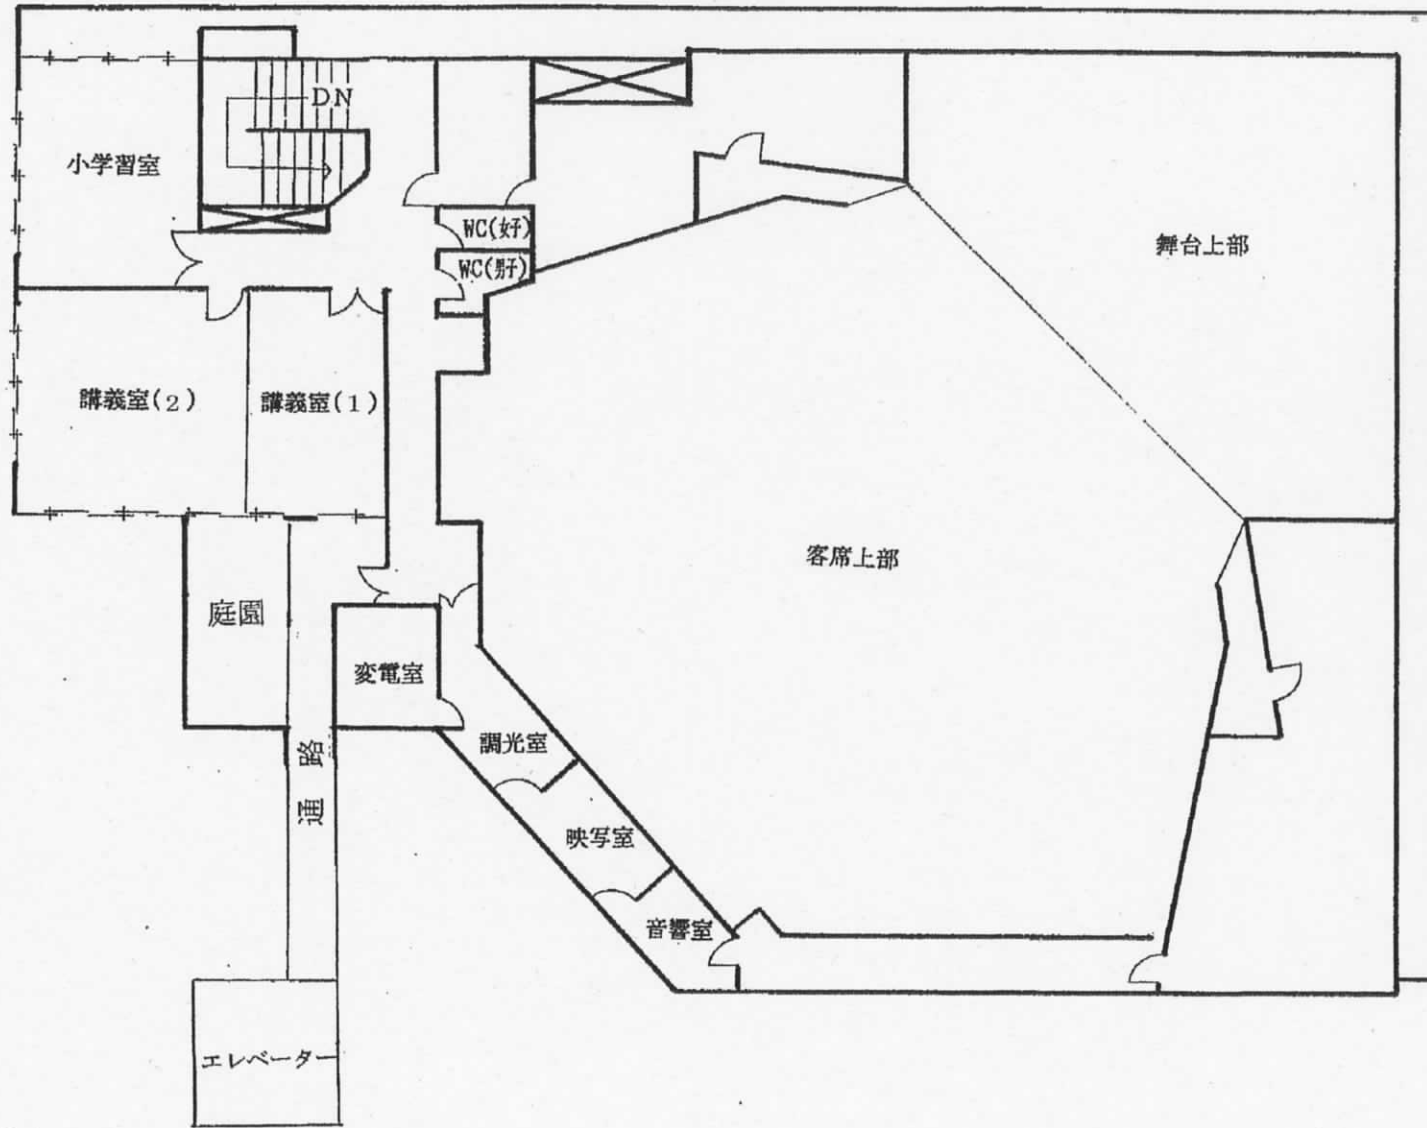 DN
小学習室
WC(女子)
WC(男子)
舞台上部
講義室(2)
講義室(1)
客席上部
庭園
変電室
調光室
通路
映写室
音響室
エレベーター